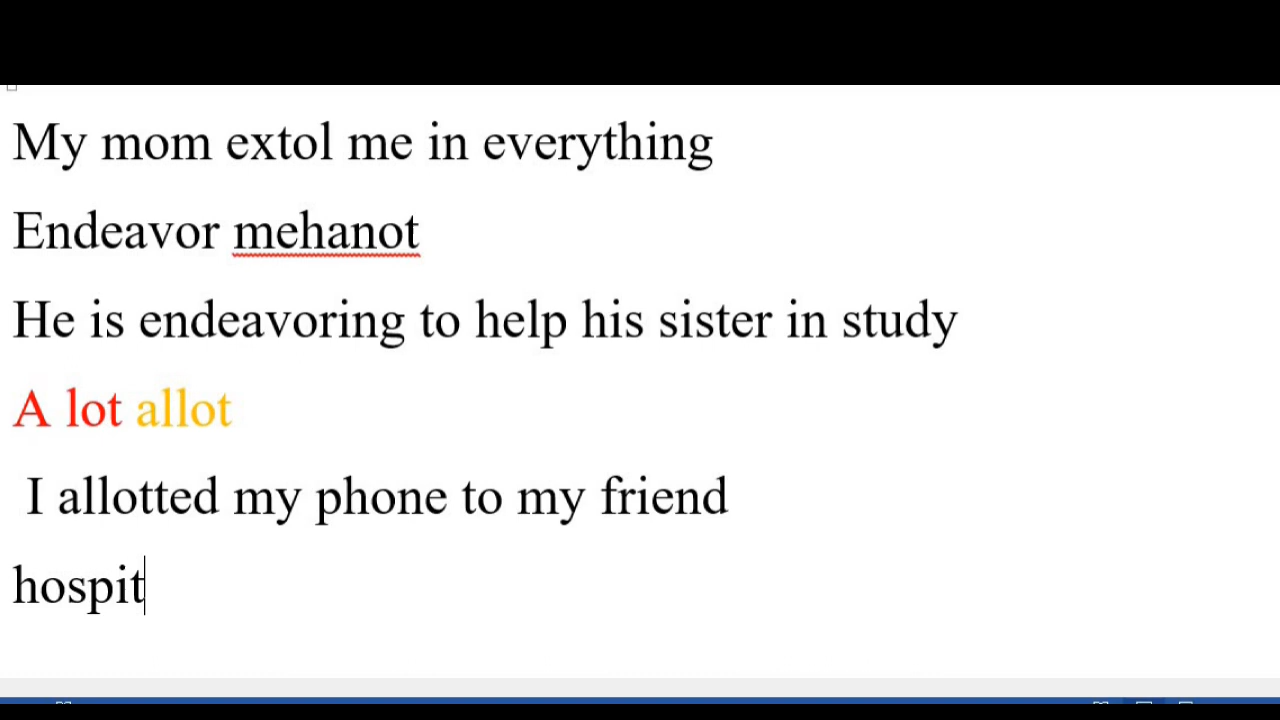 My mom extol me in everything
Endeavor mehanot
He is endeavoring to help his sister in study
A lot allot
I allotted my phone to my friend
hospit